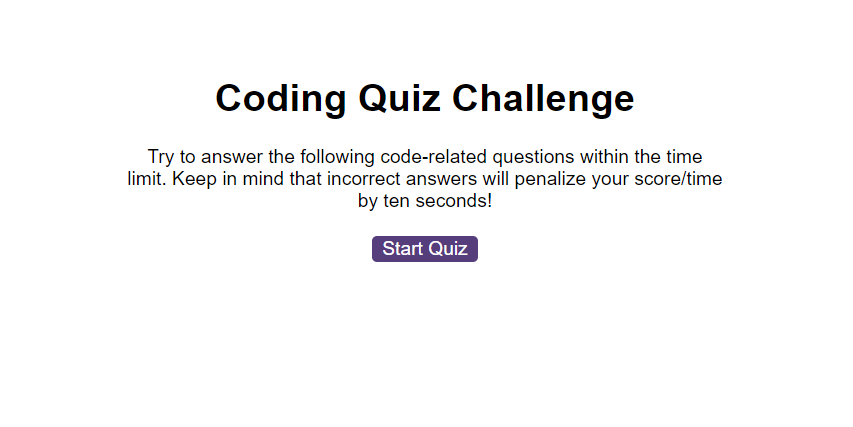 Coding Quiz Challenge
Try to answer the following code-related questions within the time
limit. Keep in mind that incorrect answers will penalize your score/time
by ten seconds!
Start Quiz